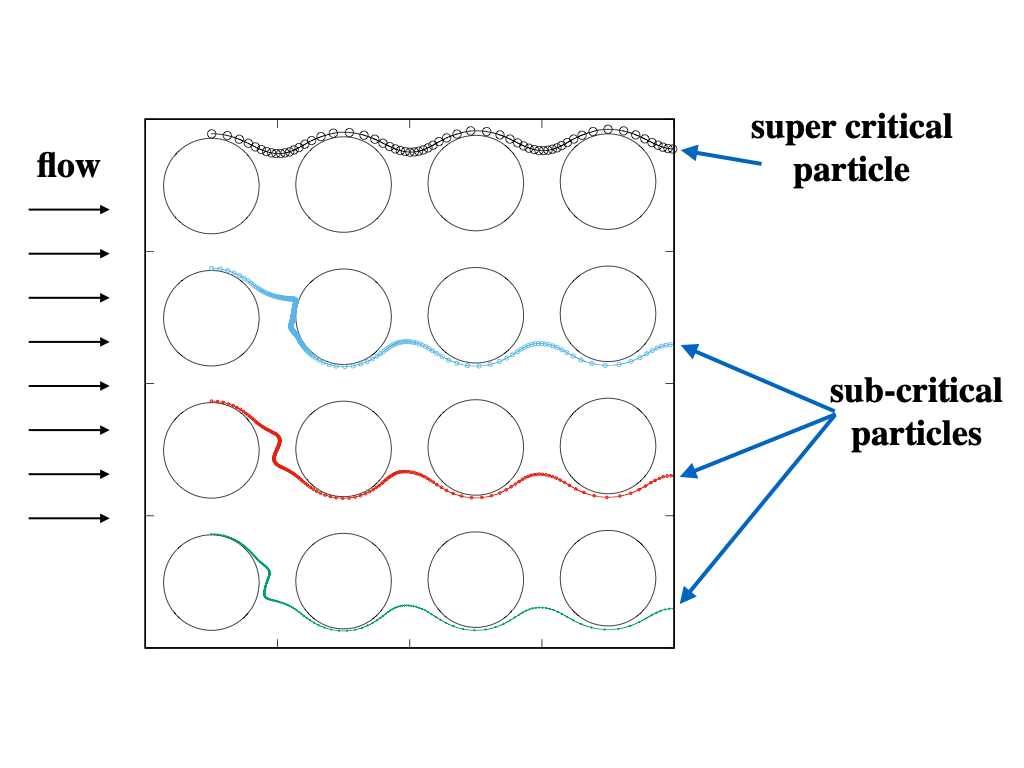 flow
super critical
particle
sub-critical
particles